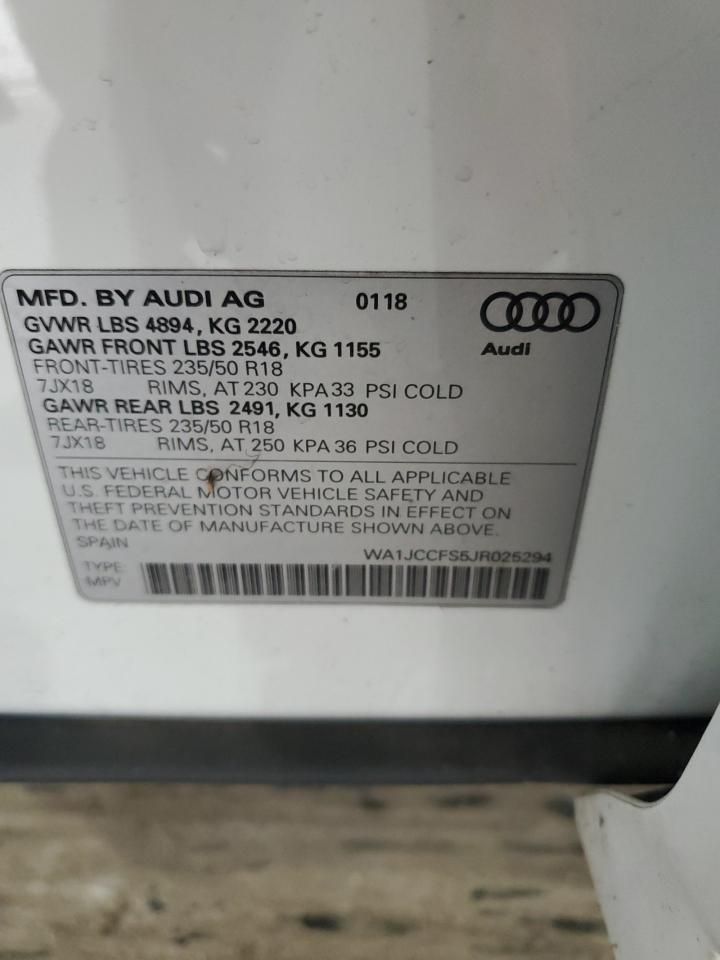 MFD. BY AUDI AG 0118
GVWR LBS 4894, KG 2220
GAWR FRONT LBS 2546, KG 1155
Audi
FRONT-TIRES 235/50 R18
7JX18 RIMS, AT 230 KPA 33 PSI COLD
GAWR REAR LBS 2491, KG 1130
REAR-TIRES 235/50 R18
7JX18 RIMS, AT 250 KPA 36 PSI COLD
THIS VEHICLE CONFORMS TO ALL APPLICABLE
U.S. FEDERAL MOTOR VEHICLE SAFETY AND
THEFT PREVENTION STANDARDS IN EFFECT ON
THE DATE OF MANUFACTURE SHOWN ABOVE.
SPAIN
WA1JCCFS5JR025294
TYPE:
MPV